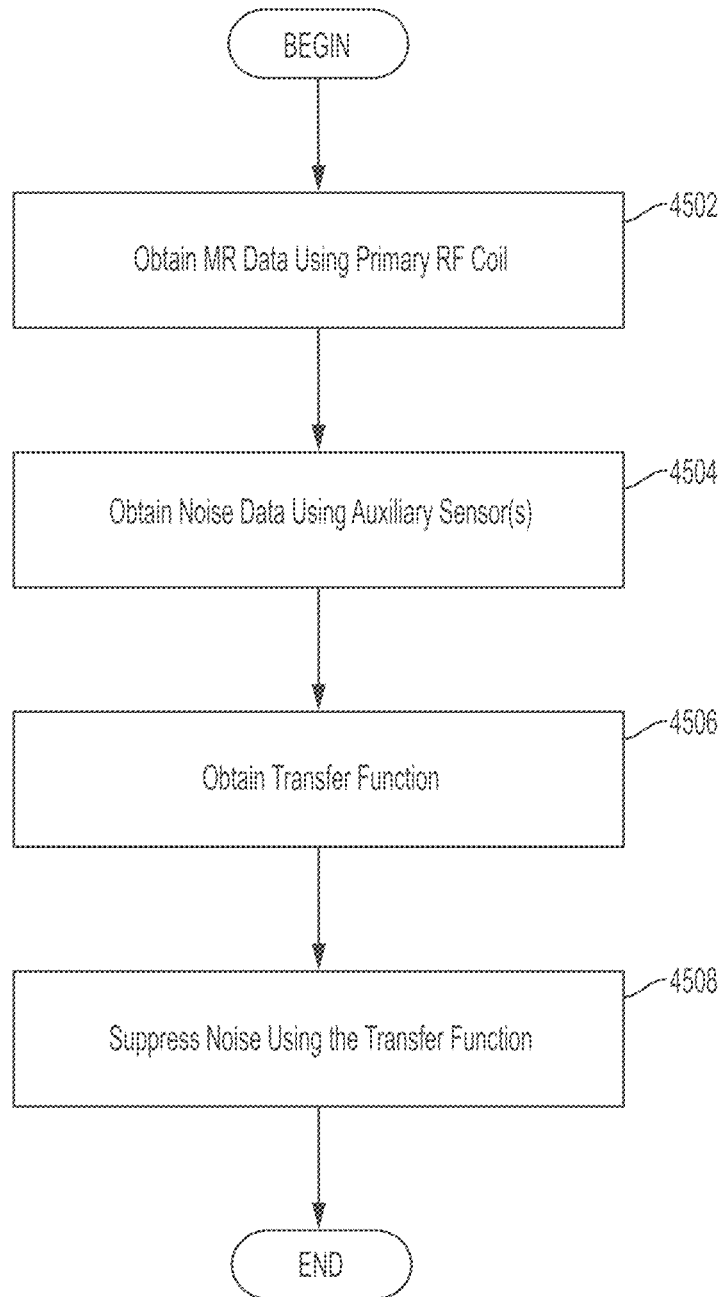 BEGIN
4502
Obtain MR Data Using Primary RF Coil
4504
Obtain Noise Data Using Auxiliary Sensor(s)
4506
Obtain Transfer Function
4508
Suppress Noise Using the Transfer Function
END